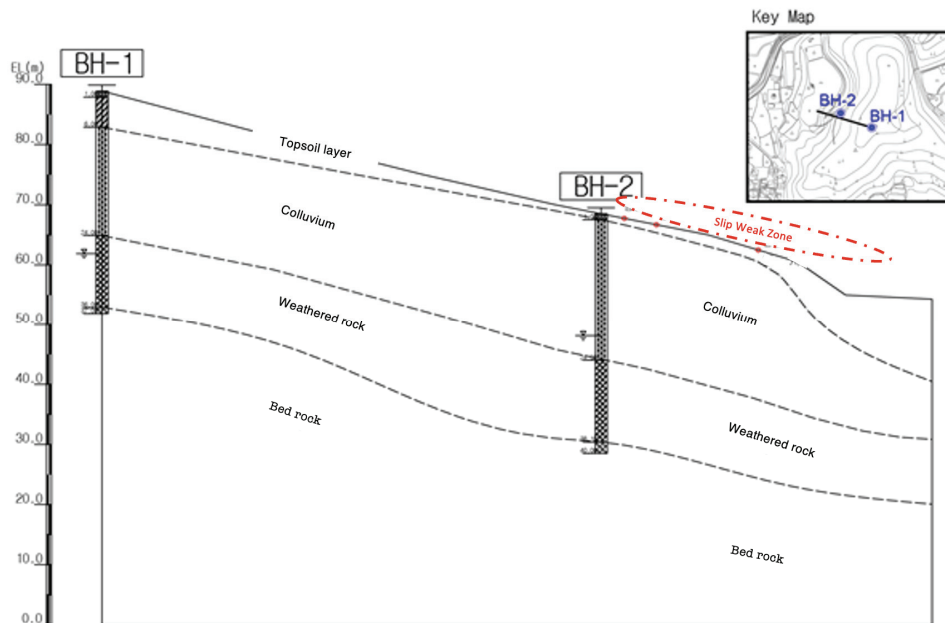 Key Map
BH-2
BH-1
EL(m)
90.0
80.0
70.0
60.0
50.0
40.0
30.0
20.0
10.0
0.0
BH-1
Topsoil layer
BH-2
Slip Weak Zone
Colluvium
Colluvium
Weathered rock
Weathered rock
Bed rock
Bed rock